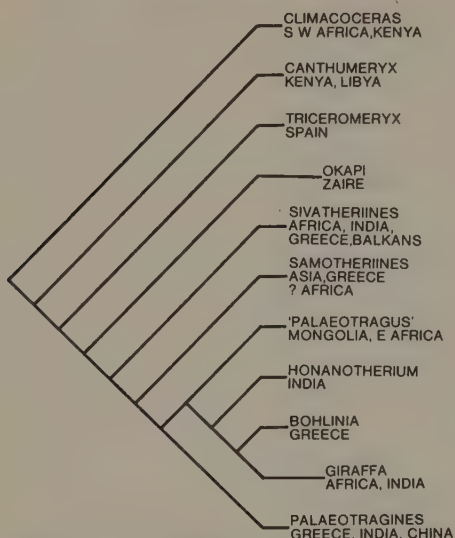 CLIMACOCERAS
S W AFRICA,KENYA
CANTHUMERYX
KENYA, LIBYA
TRICEROMERYX
SPAIN
OKAPI
ZAIRE
SIVATHERIINES
AFRICA, INDIA,
GREECE,BALKANS
SAMOTHERIINES
ASIA,GREECE
? AFRICA
'PALAEOTRAGUS'
MONGOLIA, E AFRICA
HONANOTHERIUM
INDIA
BOHLINIA
GREECE
GIRAFFA
AFRICA, INDIA
PALAEOTRAGINES
GREECE, INDIA, CHINA